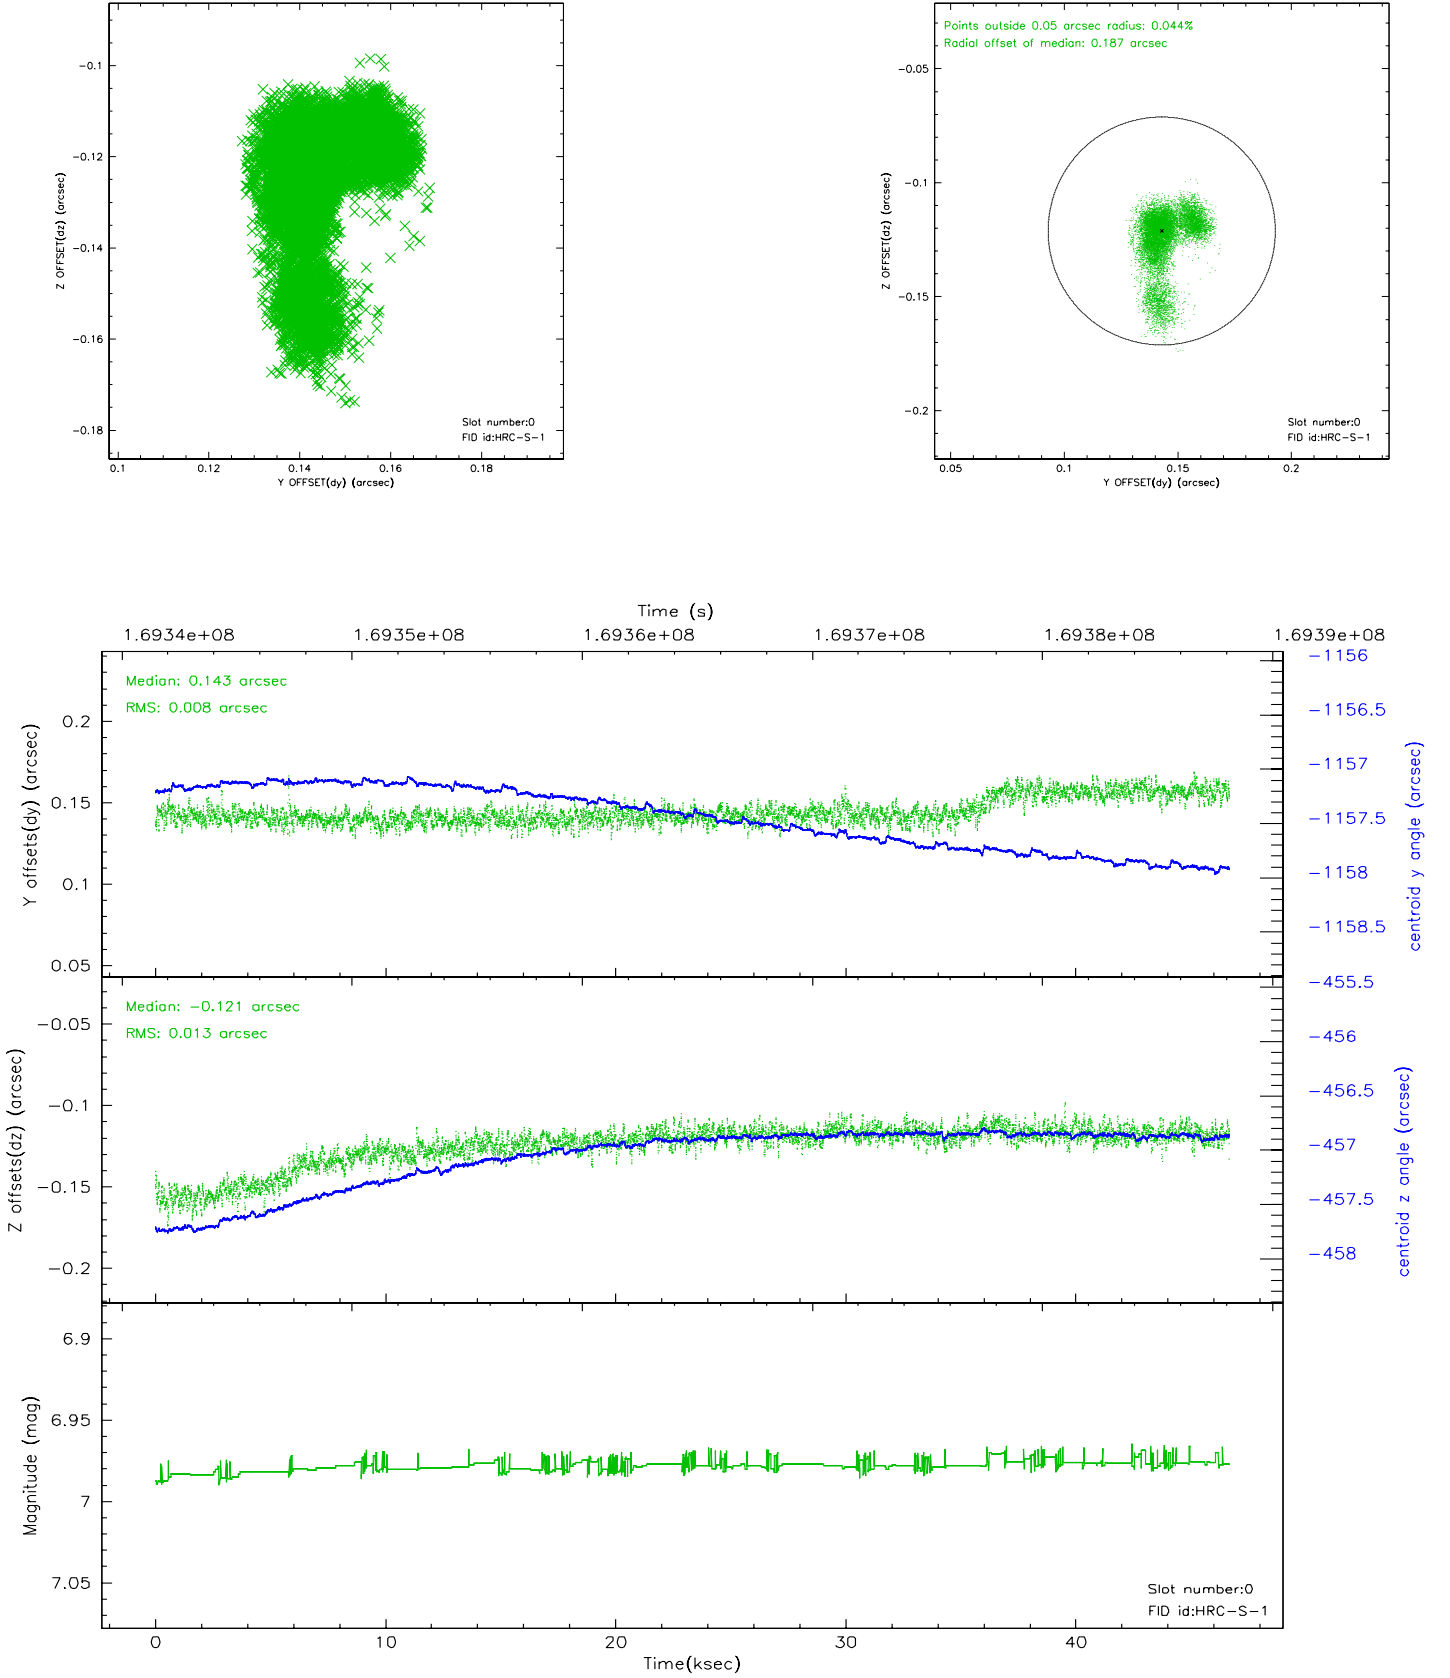 −0.1
−0.12
−0.14
−0.16
−0.18
Z OFFSET(dz) (arcsec)
0.1 0.12 0.14 0.16 0.18
Y OFFSET(dy) (arcsec)
Slot number:0
FID id:HRC−S−1
Points outside 0.05 arcsec radius: 0.044%
Radial offset of median: 0.187 arcsec
−0.05
−0.1
−0.15
−0.2
Z OFFSET(dz) (arcsec)
0.05 0.1 0.15 0.2
Y OFFSET(dy) (arcsec)
Slot number:0
FID id:HRC−S−1
Time (s)
1.6934e+08 1.6935e+08 1.6936e+08 1.6937e+08 1.6938e+08 1.6939e+08
Median: 0.143 arcsec
RMS: 0.008 arcsec
0.2
0.15
0.1
0.05
Y offsets(dy) (arcsec)
−1156
−1156.5
−1157
−1157.5
−1158
−1158.5
centroid y angle (arcsec)
Median: −0.121 arcsec
RMS: 0.013 arcsec
−0.05
−0.1
−0.15
−0.2
Z offsets(dz) (arcsec)
−455.5
−456
−456.5
−457
−457.5
−458
centroid z angle (arcsec)
6.9
6.95
7
7.05
Magnitude (mag)
Slot number:0
FID id:HRC−S−1
0 10 20 30 40
Time(ksec)